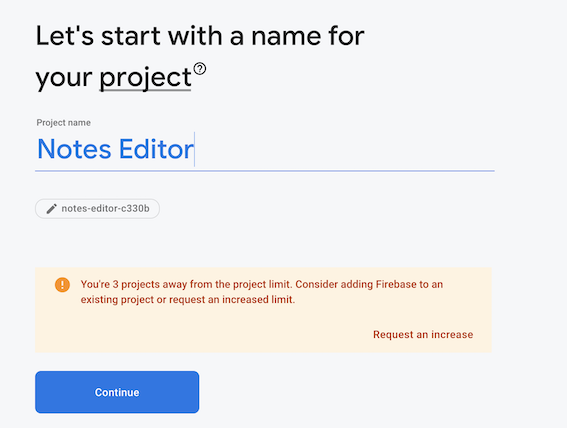 Let's start with a name for
your project
Project name
Notes Editor
notes-editor-c330b
You're 3 projects away from the project limit. Consider adding Firebase to an
existing project or request an increased limit.
Request an increase
Continue